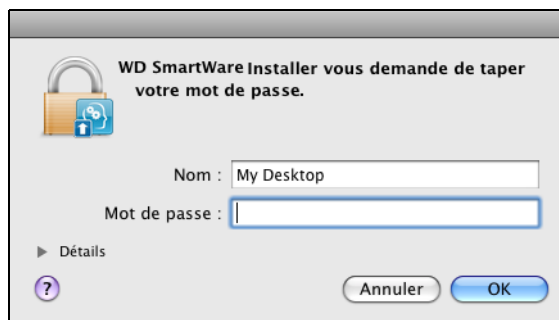 WD SmartWare Installer vous demande de taper
votre mot de passe.
Nom : My Desktop
Mot de passe :
Détails
? Annuler OK